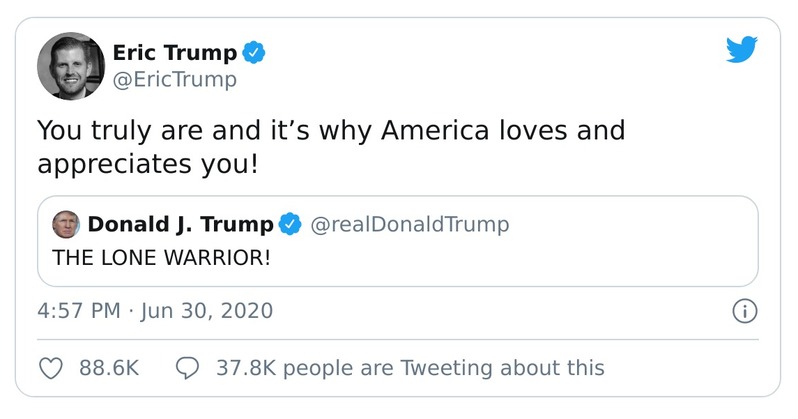 Eric Trump
@EricTrump
You truly are and it’s why America loves and
appreciates you!
Donald J. Trump @realDonaldTrump
THE LONE WARRIOR!
4:57 PM · Jun 30, 2020
88.6K 37.8K people are Tweeting about this